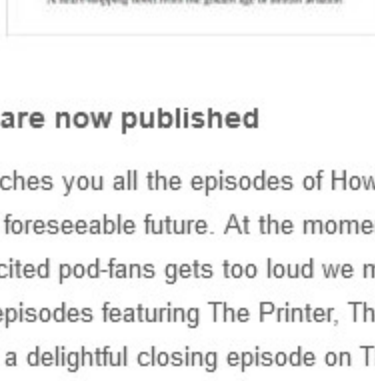 are now published
ches you all the episodes of How
foreseeable future. At the mome
cited pod-fans gets too loud we m
episodes featuring The Printer, Th
a delightful closing episode on T